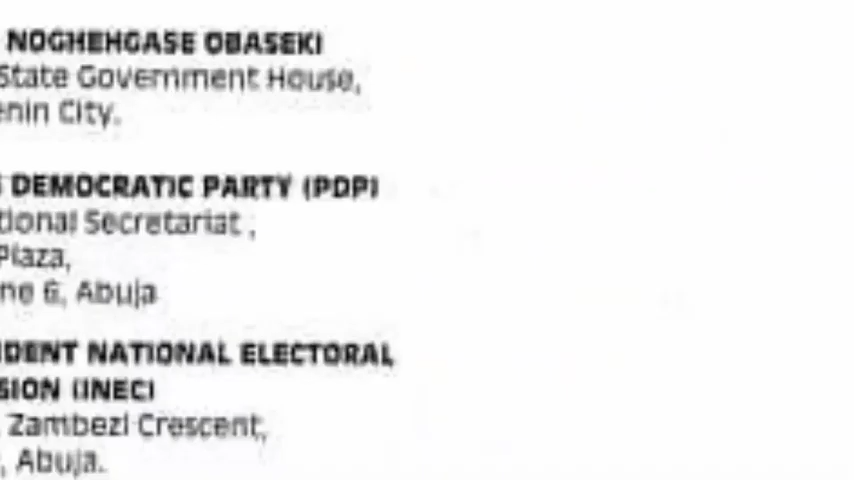 NOGHEHGASE OBASEKI
State Government House,
enin City.
DEMOCRATIC PARTY (PDP)
tional Secretariat ,
Plaza,
ne 6, Abuja
DENT NATIONAL ELECTORAL
SION (INEC)
Zambezi Crescent,
, Abuja.